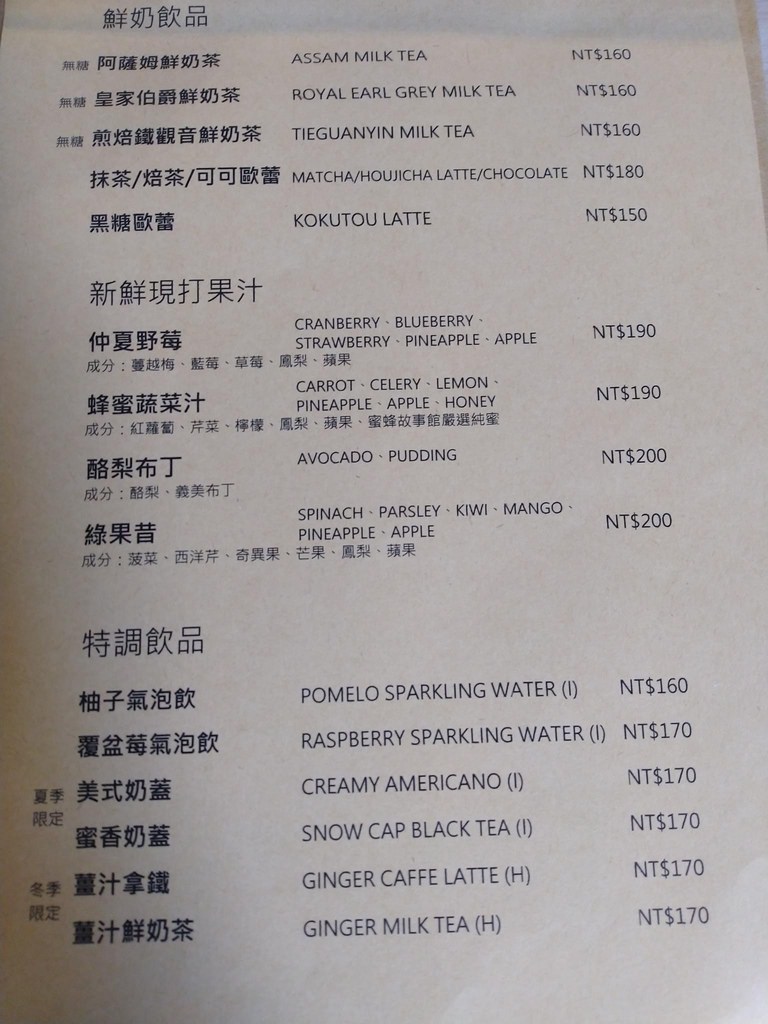 鮮奶飲品
無糖 阿薩姆鮮奶茶 ASSAM MILK TEA NT$160
無糖 皇家伯爵鮮奶茶 ROYAL EARL GREY MILK TEA NT$160
無糖 煎焙鐵觀音鮮奶茶 TIEGUANYIN MILK TEA NT$160
抹茶/焙茶/可可歐蕾 MATCHA/HOUJICHA LATTE/CHOCOLATE NT$180
黑糖歐蕾 KOKUTOU LATTE NT$150
新鮮現打果汁
仲夏野莓 CRANBERRY、BLUEBERRY、
STRAWBERRY、PINEAPPLE、APPLE NT$190
成分：蔓越梅、藍莓、草莓、鳳梨、蘋果
蜂蜜蔬菜汁 CARROT、CELERY、LEMON、
PINEAPPLE、APPLE、HONEY NT$190
成分：紅蘿蔔、芹菜、檸檬、鳳梨、蘋果、蜜蜂故事館嚴選純蜜
酪梨布丁 AVOCADO、PUDDING NT$200
成分：酪梨、義美布丁
綠果昔 SPINACH、PARSLEY、KIWI、MANGO、
PINEAPPLE、APPLE NT$200
成分：菠菜、西洋芹、奇異果、芒果、鳳梨、蘋果
特調飲品
柚子氣泡飲 POMELO SPARKLING WATER (I) NT$160
覆盆莓氣泡飲 RASPBERRY SPARKLING WATER (I) NT$170
夏季限定 美式奶蓋 CREAMY AMERICANO (I) NT$170
蜜香奶蓋 SNOW CAP BLACK TEA (I) NT$170
冬季限定 薑汁拿鐵 GINGER CAFFE LATTE (H) NT$170
薑汁鮮奶茶 GINGER MILK TEA (H) NT$170